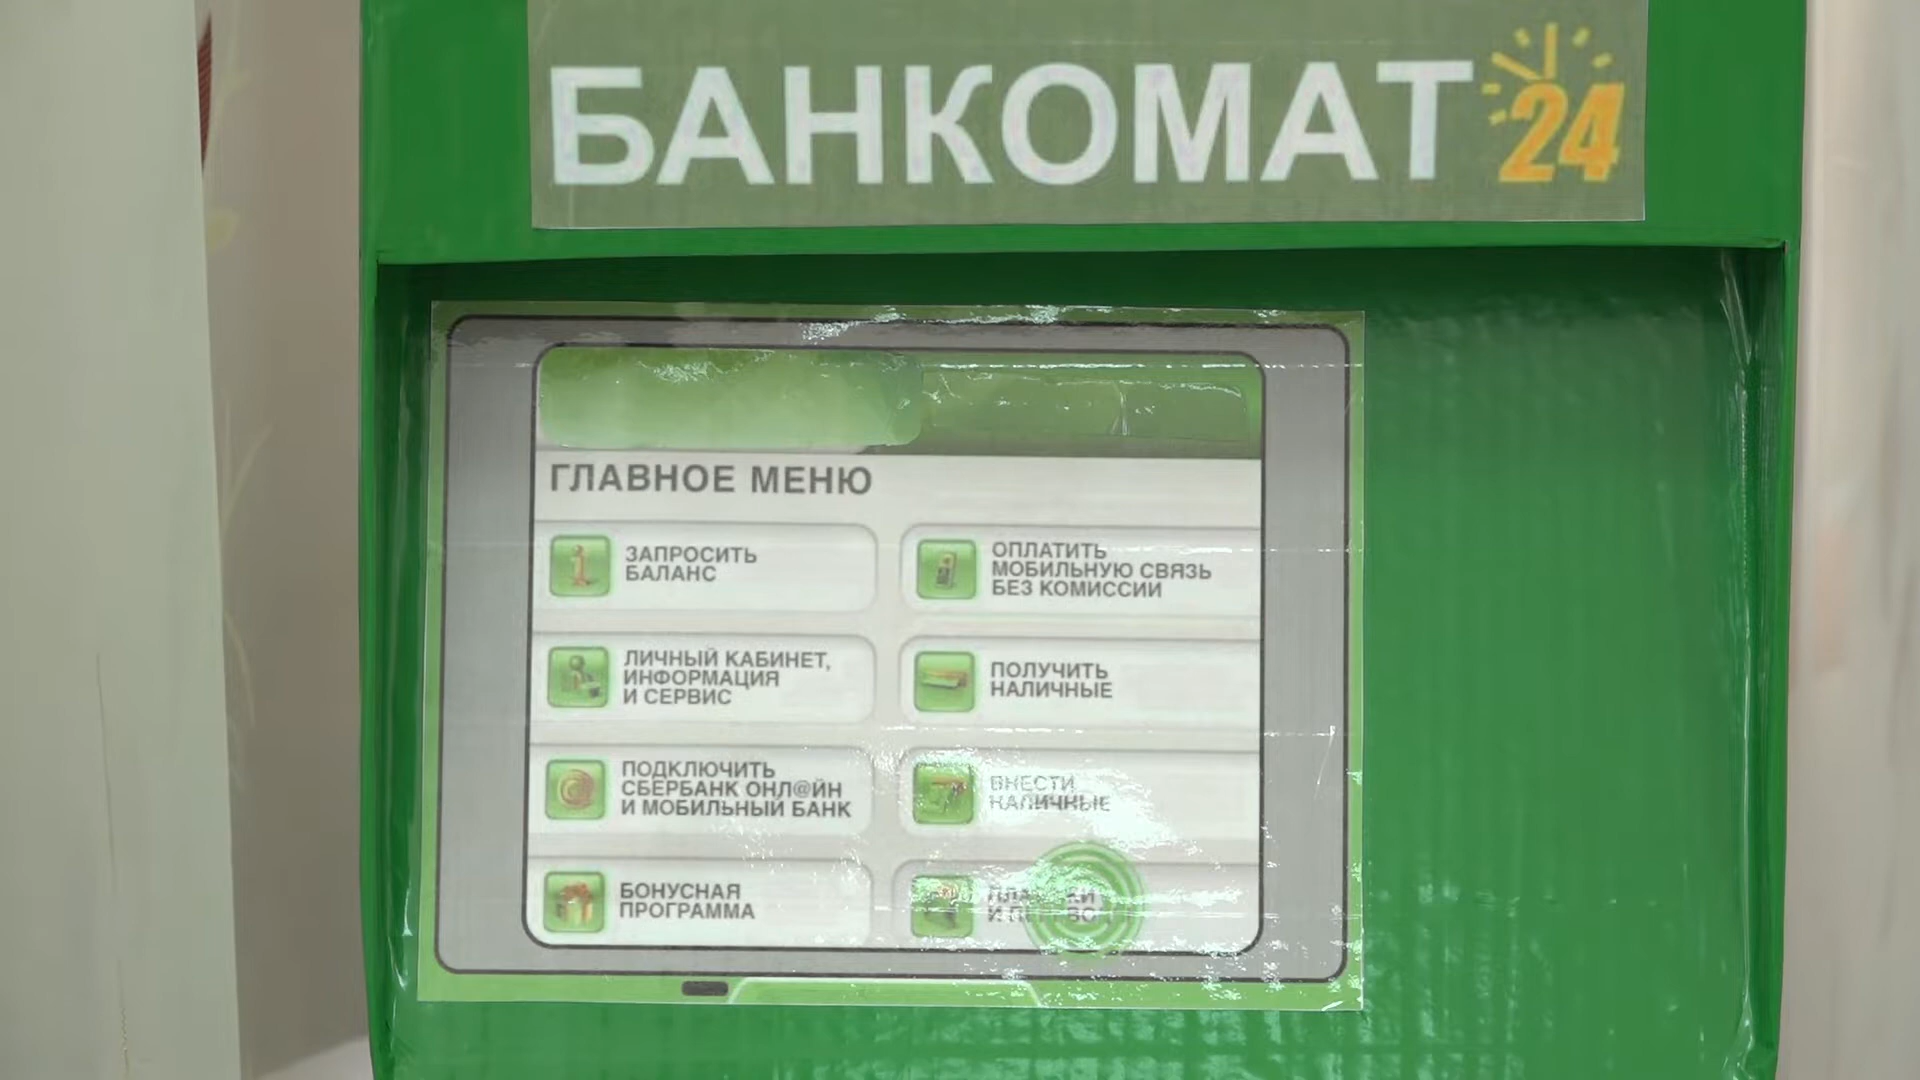 БАНКОМАТ 24
ГЛАВНОЕ МЕНЮ
ЗАПРОСИТЬ
БАЛАНС
ОПЛАТИТЬ
МОБИЛЬНУЮ СВЯЗЬ
БЕЗ КОМИССИИ
ЛИЧНЫЙ КАБИНЕТ,
ИНФОРМАЦИЯ
И СЕРВИС
ПОЛУЧИТЬ
НАЛИЧНЫЕ
ПОДКЛЮЧИТЬ
СБЕРБАНК ОНЛ@ЙН
И МОБИЛЬНЫЙ БАНК
ВНЕСТИ
НАЛИЧНЫЕ
БОНУСНАЯ
ПРОГРАММА
И